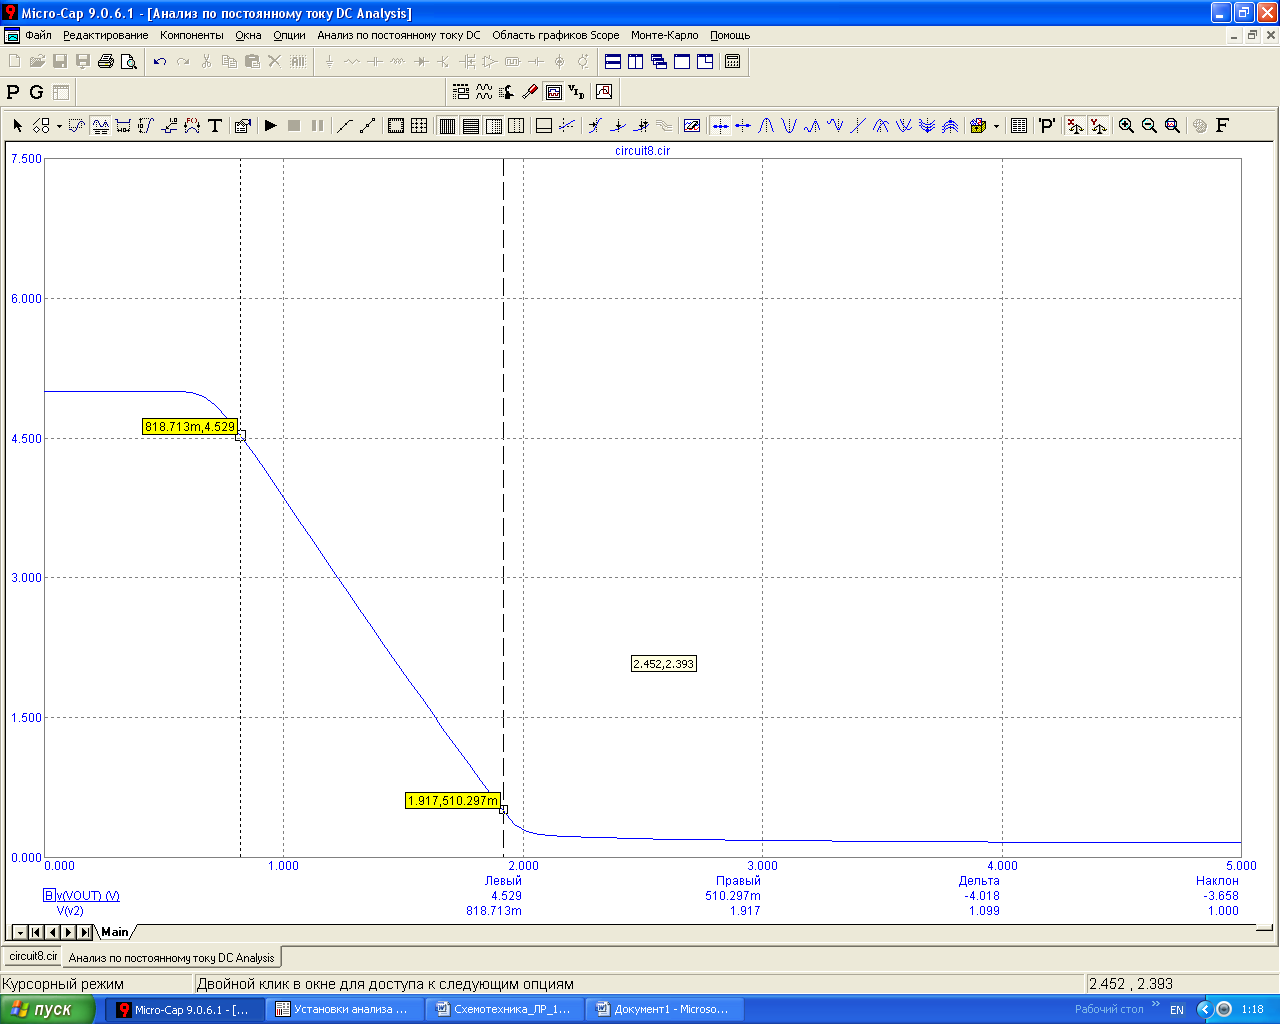 Micro-Cap 9.0.6.1 - [Анализ по постоянному току DC Analysis]
Файл Редактирование Компоненты Окна Опции Анализ по постоянному току DC Область графиков Scope Монте-Карло Помощь
P G
T 'P' F
circuit8.cir
7.500
6.000
818.713m,4.529
4.500
3.000
2.452,2.393
1.500
1.917,510.297m
0.000
0.000 1.000 2.000 3.000 4.000 5.000
Левый Правый Дельта Наклон
B v(VOUT) (V) 4.529 510.297m -4.018 -3.658
V(v2) 818.713m 1.917 1.099 1.000
Main
circuit8.cir Анализ по постоянному току DC Analysis
Курсорный режим Двойной клик в окне для доступа к следующим опциям 2.452 , 2.393
пуск Micro-Cap 9.0.6.1 - [... Установки анализа ... Схемотехника_ЛР_1... Документ1 - Microso... Рабочий стол » EN 1:18